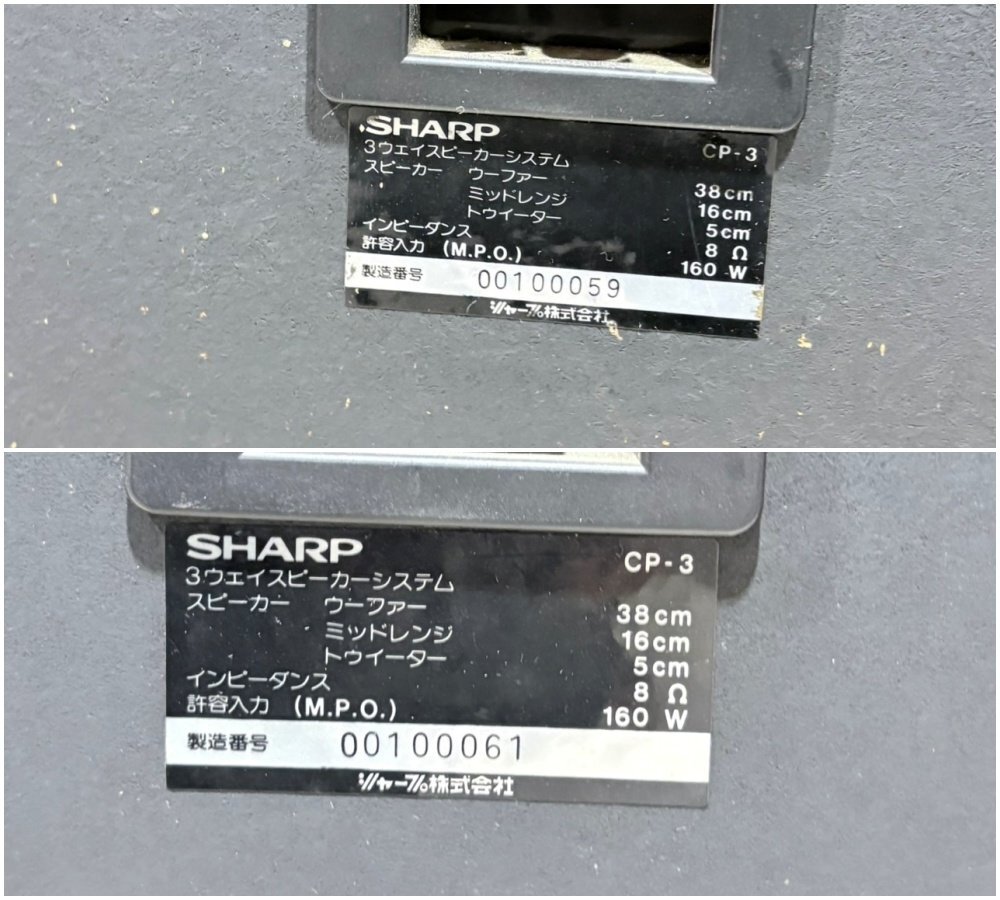 SHARP
CP-3
3ウエイスピーカーシステム
スピーカー ウーファー 38cm
ミッドレンジ 16cm
トゥイーター 5cm
インピーダンス 8 Ω
許容入力 (M.P.O.) 160 W
製造番号 00100059
シャープ株式会社
SHARP
CP-3
3ウエイスピーカーシステム
スピーカー ウーファー 38cm
ミッドレンジ 16cm
トゥイーター 5cm
インピーダンス 8 Ω
許容入力 (M.P.O.) 160 W
製造番号 00100061
シャープ株式会社